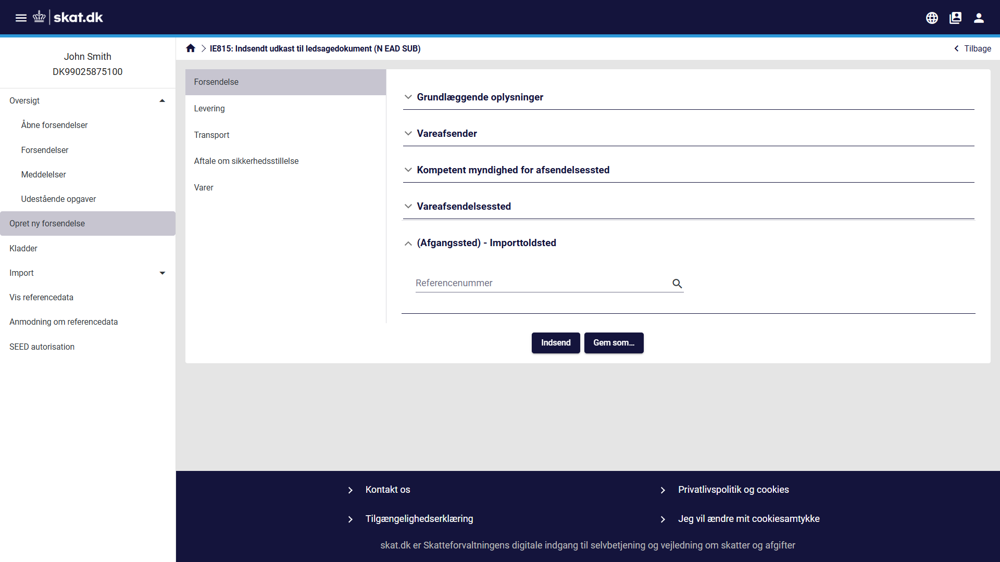 skat.dk
John Smith
DK99025875100
Oversigt
Åbne forsendelser
Forsendelser
Meddelelser
Udestående opgaver
Opret ny forsendelse
Kladder
Import
Vis referencedata
Anmodning om referencedata
SEED autorisation
IE815: Indsendt udkast til ledsagedokument (N EAD SUB)
Tilbage
Forsendelse
Levering
Transport
Aftale om sikkerhedsstillelse
Varer
Grundlæggende oplysninger
Vareafsender
Kompetent myndighed for afsendelsessted
Vareafsendelsessted
(Afgangssted) - Importtoldsted
Referencenummer
Indsend
Gem som...
Kontakt os
Privatlivspolitik og cookies
Tilgængelighedserklæring
Jeg vil ændre mit cookiesamtykke
skat.dk er Skatteforvaltningens digitale indgang til selvbetjening og vejledning om skatter og afgifter